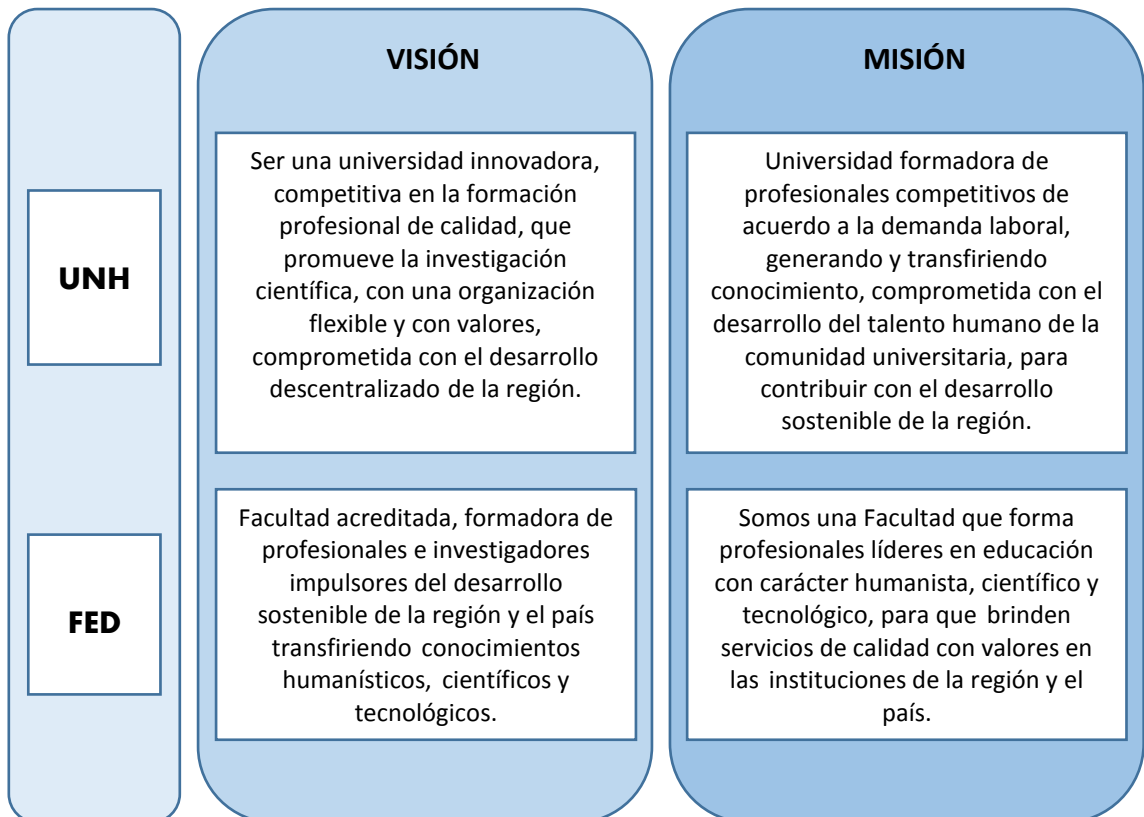 VISIÓN
MISIÓN
UNH
Ser una universidad innovadora,
competitiva en la formación
profesional de calidad, que
promueve la investigación
científica, con una organización
flexible y con valores,
comprometida con el desarrollo
descentralizado de la región.
Universidad formadora de
profesionales competitivos de
acuerdo a la demanda laboral,
generando y transfiriendo
conocimiento, comprometida con el
desarrollo del talento humano de la
comunidad universitaria, para
contribuir con el desarrollo
sostenible de la región.
FED
Facultad acreditada, formadora de
profesionales e investigadores
impulsores del desarrollo
sostenible de la región y el país
transfiriendo conocimientos
humanísticos, científicos y
tecnológicos.
Somos una Facultad que forma
profesionales líderes en educación
con carácter humanista, científico y
tecnológico, para que brinden
servicios de calidad con valores en
las instituciones de la región y el
país.